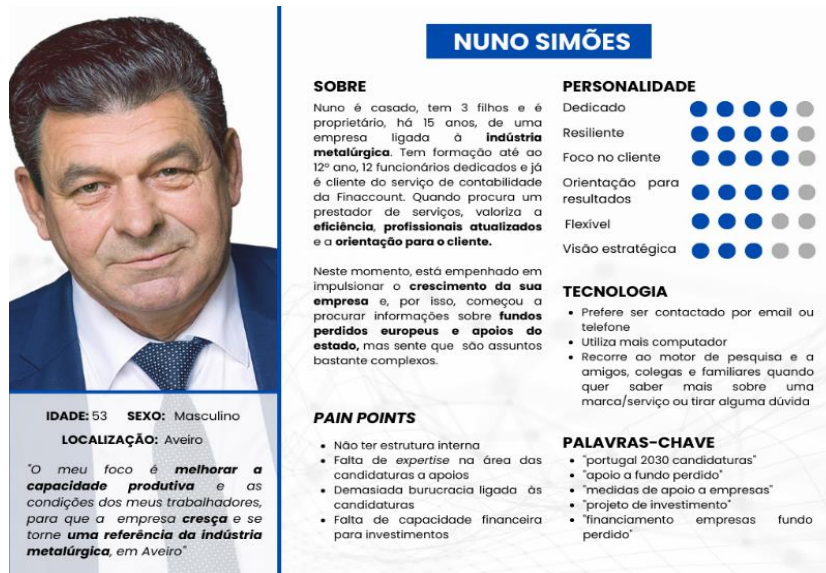 NUNO SIMÕES
SOBRE
Nuno é casado, tem 3 filhos e é
proprietário, há 15 anos, de uma
empresa ligada à indústria
metalúrgica. Tem formação até ao
12º ano, 12 funcionários dedicados e já
é cliente do serviço de contabilidade
da Finaccount. Quando procura um
prestador de serviços, valoriza a
eficiência, profissionais atualizados
e a orientação para o cliente.
Neste momento, está empenhado em
impulsionar o crescimento da sua
empresa e, por isso, começou a
procurar informações sobre fundos
perdidos europeus e apoios do
estado, mas sente que são assuntos
bastante complexos.
PAIN POINTS
• Não ter estrutura interna
• Falta de expertise na área das
candidaturas a apoios
• Demasiada burucracia ligada às
candidaturas
• Falta de capacidade financeira
para investimentos
PERSONALIDADE
Dedicado
Resiliente
Foco no cliente
Orientação para
resultados
Flexível
Visão estratégica
TECNOLOGIA
• Prefere ser contactado por email ou
telefone
• Utiliza mais computador
• Recorre ao motor de pesquisa e a
amigos, colegas e familiares quando
quer saber mais sobre uma
marca/serviço ou tirar alguma dúvida
PALAVRAS-CHAVE
• "portugal 2030 candidaturas"
• "apoio a fundo perdido"
• "medidas de apoio a empresas"
• "projeto de investimento"
• "financiamento empresas fundo
perdido"
IDADE: 53 SEXO: Masculino
LOCALIZAÇÃO: Aveiro
"O meu foco é melhorar a
capacidade produtiva e as
condições dos meus trabalhadores,
para que a empresa cresça e se
torne uma referência da indústria
metalúrgica, em Aveiro"